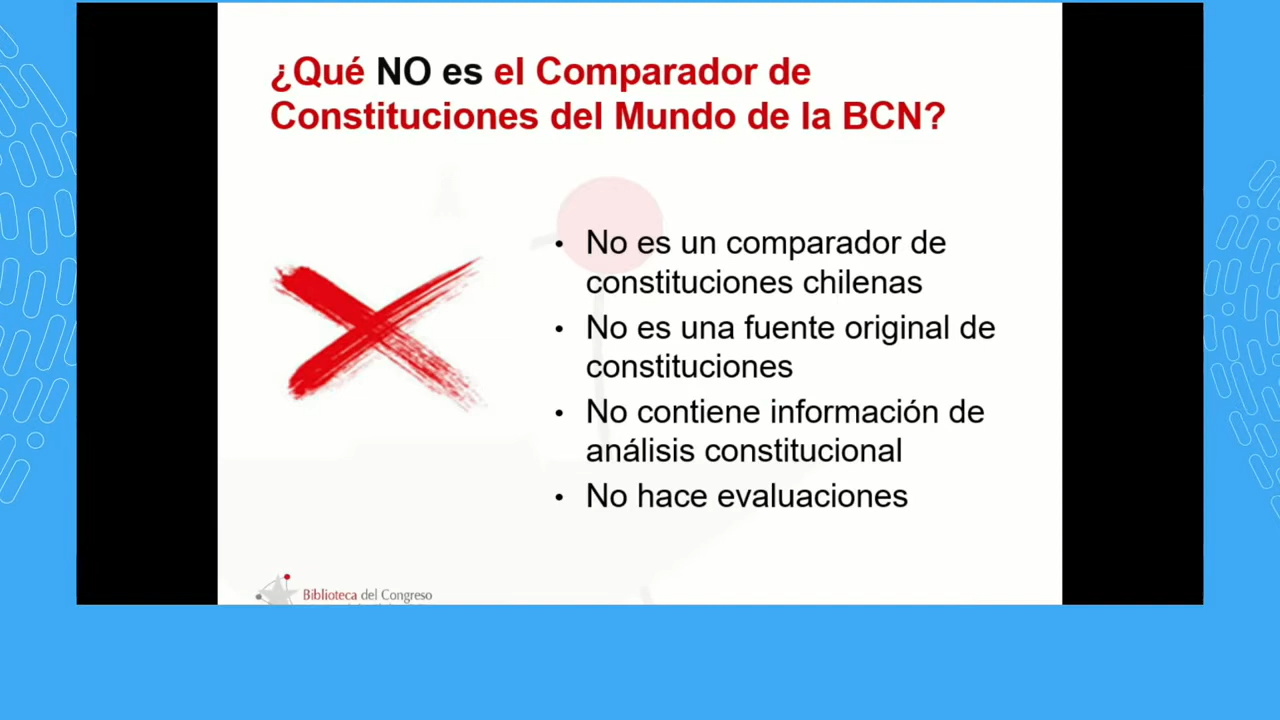 ¿Qué NO es el Comparador de
Constituciones del Mundo de la BCN?
• No es un comparador de
constituciones chilenas
• No es una fuente original de
constituciones
• No contiene información de
análisis constitucional
• No hace evaluaciones
Biblioteca del Congreso